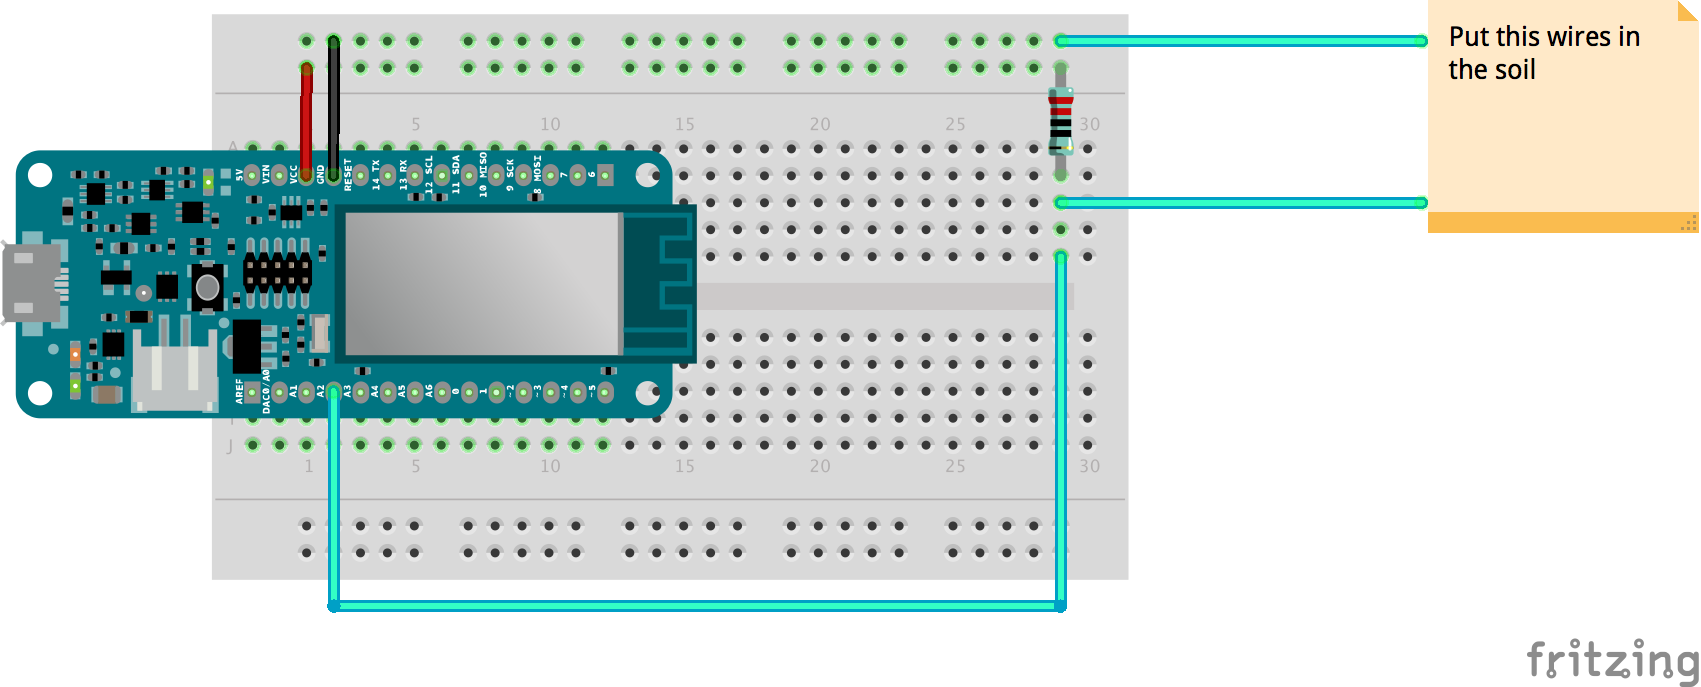 Put this wires in
the soil
5 10 15 20 25 30
A
5V VIN VCC GND RESET 14 TX 13 RX 12 SCL 11 SDA 10 MISO 9 SCK 8 MOSI 7 6
AREF DAC0/A0 A1 A2 A3 A4 A5 A6 0 1 ~2 ~3 ~4 ~5
J
1 5 10 15 20 25 30
fritzing